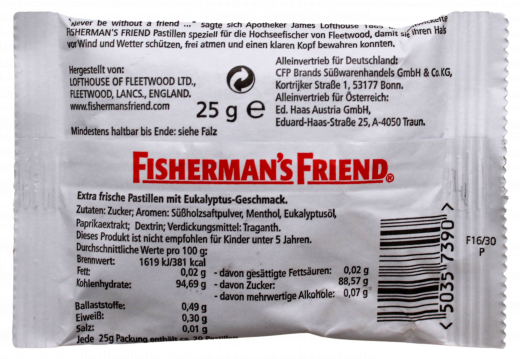 Never be without a friend ..." sagte sich Apotheker James Lofthouse 1865
FISHERMAN'S FRIEND Pastillen speziell für die Hochseefischer von Fleetwood, damit sie ihren Hals
vor Wind und Wetter schützen, frei atmen und einen klaren Kopf bewahren konnten.
Hergestellt von:
LOFTHOUSE OF FLEETWOOD LTD.,
FLEETWOOD, LANCS., ENGLAND.
www.fishermansfriend.com
25 g e
Mindestens haltbar bis Ende: siehe Falz
Alleinvertrieb für Deutschland:
CFP Brands Süßwarenhandels GmbH & Co.KG,
Kortrijker Straße 1, 53177 Bonn.
Alleinvertrieb für Österreich:
Ed. Haas Austria GmbH,
Eduard-Haas-Straße 25, A-4050 Traun.
FISHERMAN'S FRIEND®
Extra frische Pastillen mit Eukalyptus-Geschmack.
Zutaten: Zucker; Aromen: Süßholzsaftpulver, Menthol, Eukalyptusöl,
Paprikaextrakt; Dextrin; Verdickungsmittel: Traganth.
Dieses Produkt ist nicht empfohlen für Kinder unter 5 Jahren.
Durchschnittliche Werte pro 100 g:
Brennwert: 1619 kJ/381 kcal
Fett: 0,02 g - davon gesättigte Fettsäuren: 0,02 g
Kohlenhydrate: 94,69 g - davon Zucker: 88,57 g
- davon mehrwertige Alkohole: 0,07 g
Ballaststoffe: 0,49 g
Eiweiß: 0,30 g
Salz: 0,01 g
Jede 25g Packung enthält ca.
< 5035 7390 >
F16/30
P